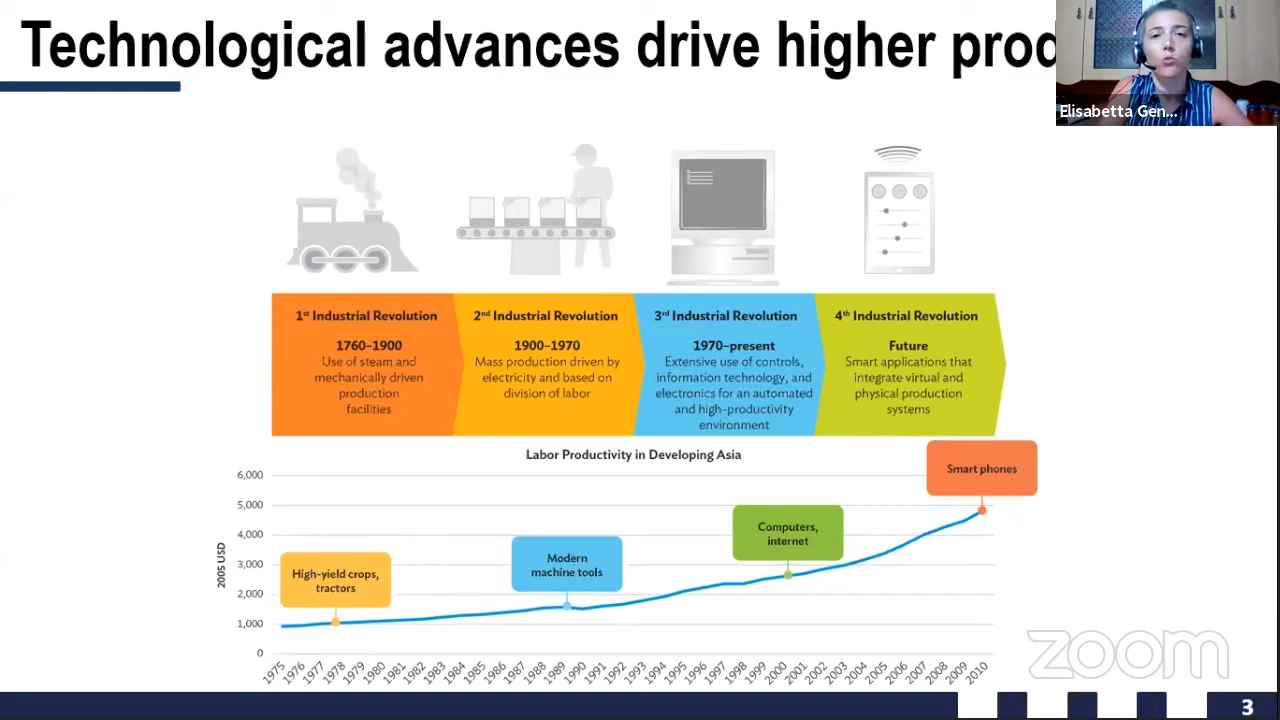 Technological advances drive higher prod
Elisabetta Gen...
1st Industrial Revolution
1760–1900
Use of steam and
mechanically driven
production
facilities
2nd Industrial Revolution
1900–1970
Mass production driven by
electricity and based on
division of labor
3rd Industrial Revolution
1970–present
Extensive use of controls,
information technology, and
electronics for an automated
and high-productivity
environment
4th Industrial Revolution
Future
Smart applications that
integrate virtual and
physical production
systems
Labor Productivity in Developing Asia
6,000
5,000
4,000
3,000
2,000
1,000
0
2005 USD
High-yield crops,
tractors
Modern
machine tools
Computers,
internet
Smart phones
1975 1976 1977 1978 1979 1980 1981 1982 1983 1984 1985 1986 1987 1988 1989 1990 1991 1992 1993 1994 1995 1996 1997 1998 1999 2000 2001 2002 2003 2004 2005 2006 2007 2008 2009 2010
zoom
3